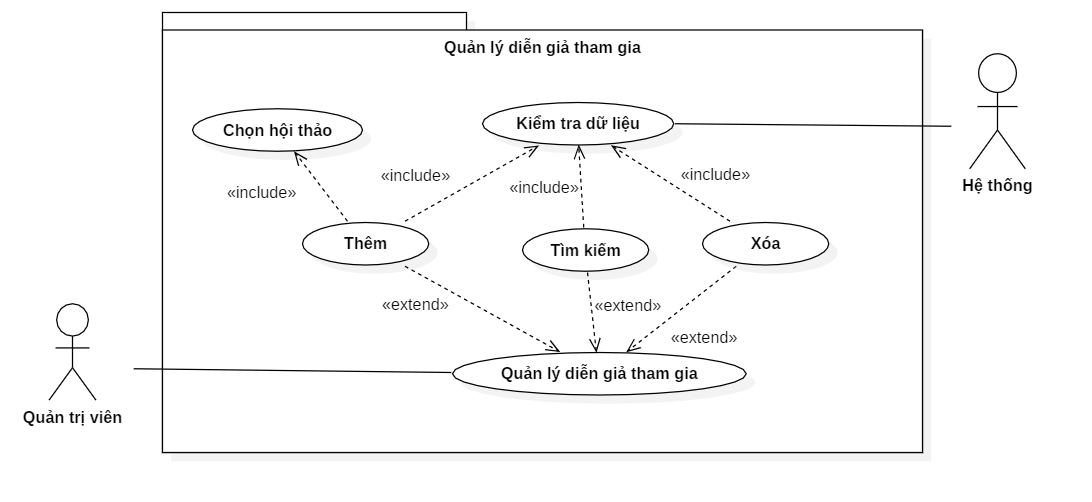 Quản lý diễn giả tham gia
Chọn hội thảo
Kiểm tra dữ liệu
Hệ thống
«include»
«include»
«include»
«include»
Thêm
Tìm kiếm
Xóa
«extend»
«extend»
«extend»
Quản lý diễn giả tham gia
Quản trị viên